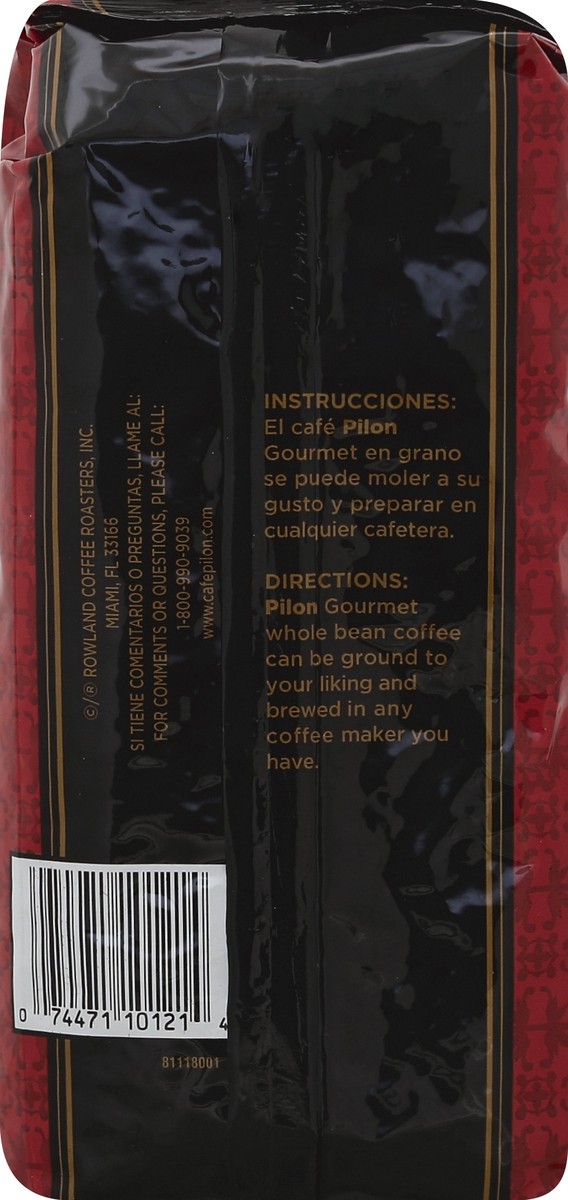 INSTRUCCIONES:
El café Pilon
Gourmet en grano
se puede moler a su
gusto y preparar en
cualquier cafetera.
DIRECTIONS:
Pilon Gourmet
whole bean coffee
can be ground to
your liking and
brewed in any
coffee maker you
have.
©/® ROWLAND COFFEE ROASTERS, INC.
MIAMI, FL 33166
SI TIENE COMENTARIOS O PREGUNTAS, LLAME AL:
FOR COMMENTS OR QUESTIONS, PLEASE CALL:
1-800-990-9039
www.cafepilon.com
0 74471 10121 4
81118001